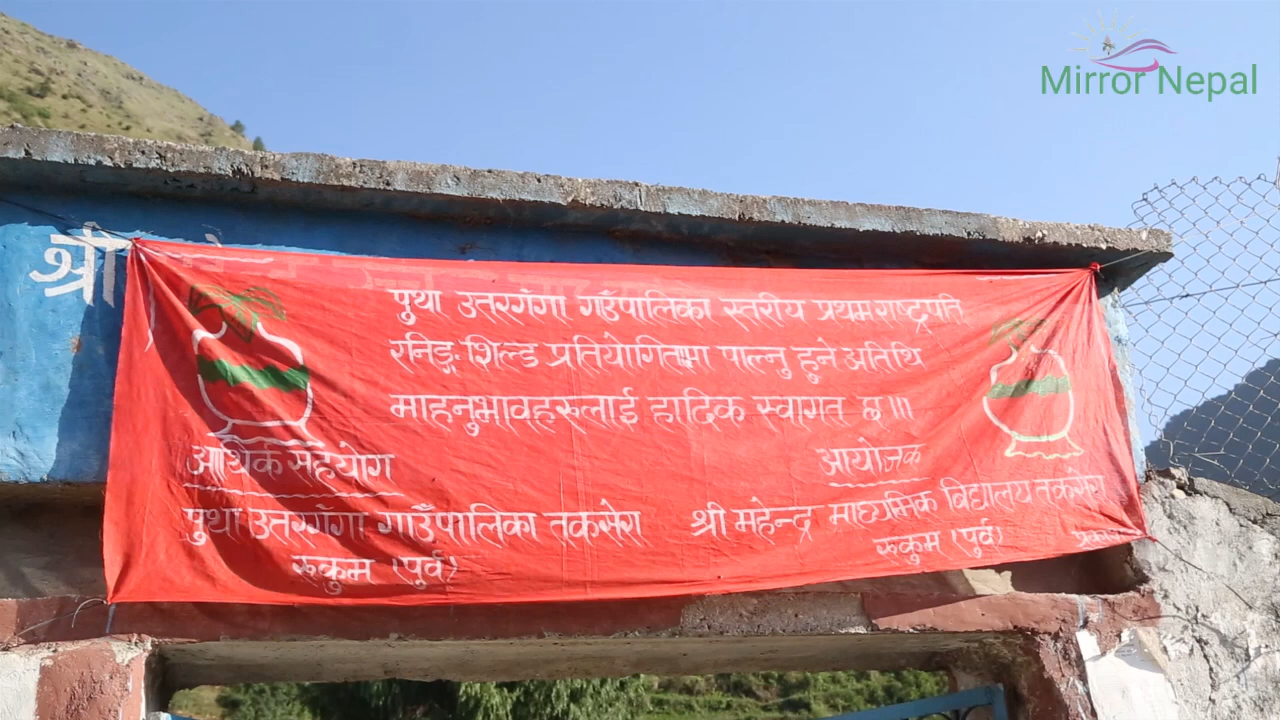 Mirror Nepal
श्री
पुथा उत्तरगँगा गाउँपालिका स्तरीय प्रथम राष्ट्रपति
रनिङ्ग शिल्ड प्रतियोगितामा पाल्नु हुने अतिथि
माहनुभावहरुलाई हार्दिक स्वागत छ।।।
आर्थिक सहयोग
आयोजक
पुथा उत्तरगँगा गाउँपालिका तकसेरा
श्री महेन्द्र माध्यमिक बिद्यालय तकसेरा
रुकुम (पुर्व)
रुकुम (पुर्व)